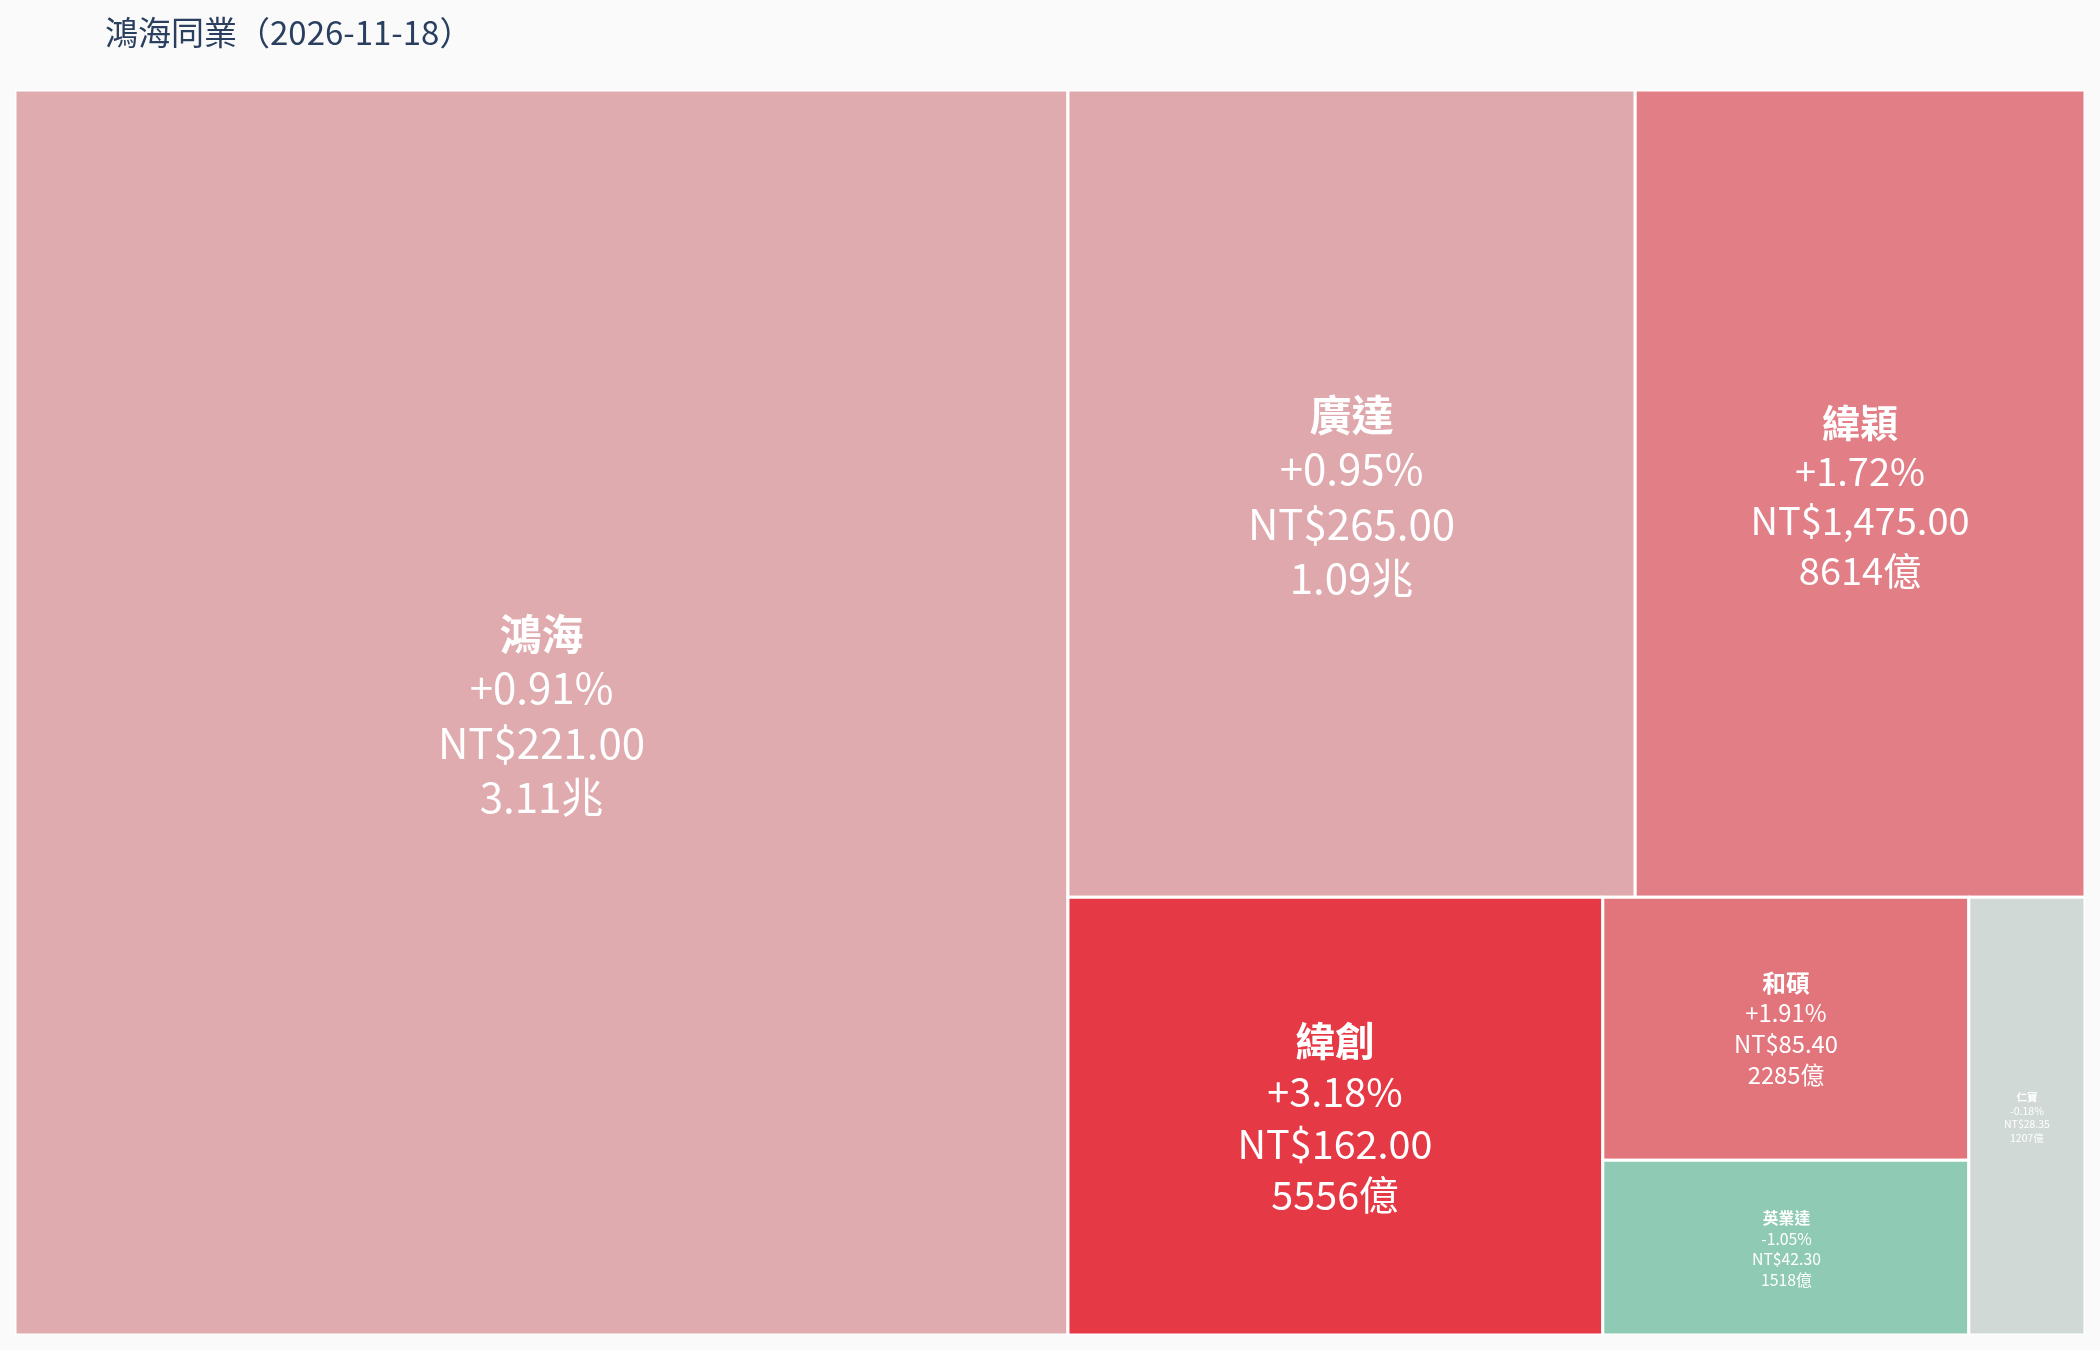 鴻海同業（2026-11-18）
鴻海
+0.91%
NT$221.00
3.11兆
廣達
+0.95%
NT$265.00
1.09兆
緯穎
+1.72%
NT$1,475.00
8614億
緯創
+3.18%
NT$162.00
5556億
和碩
+1.91%
NT$85.40
2285億
英業達
-1.05%
NT$42.30
1518億
仁寶
-0.18%
NT$28.35
1207億